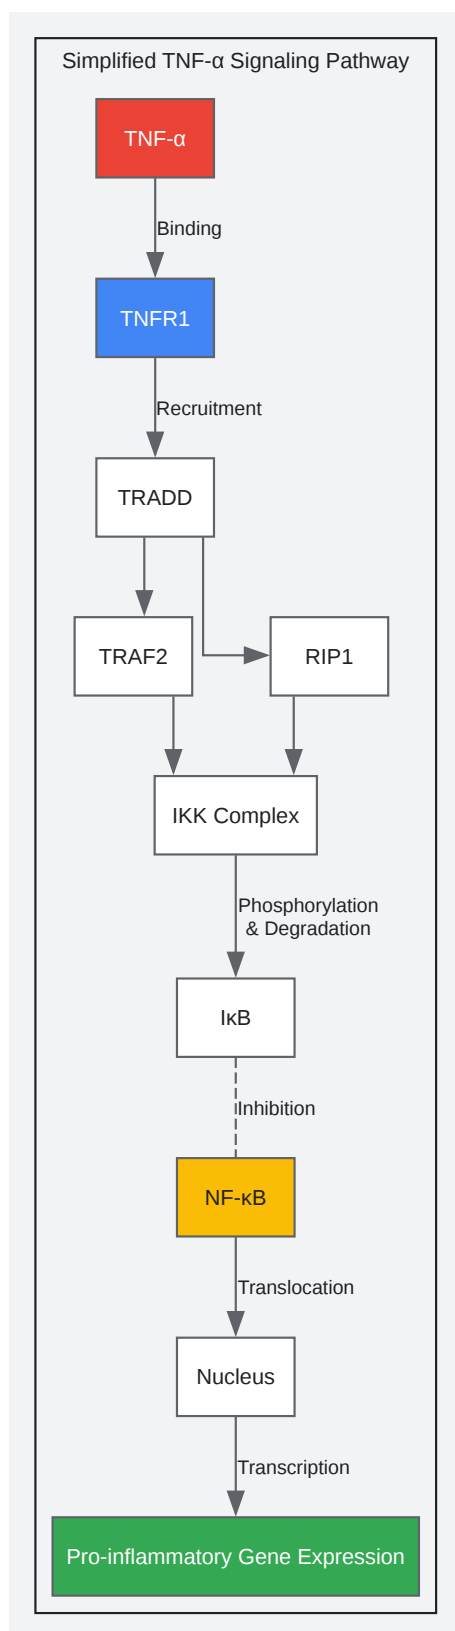 Simplified TNF-α Signaling Pathway
TNF-α
Binding
TNFR1
Recruitment
TRADD
TRAF2
RIP1
IKK Complex
Phosphorylation
& Degradation
IκB
Inhibition
NF-κB
Translocation
Nucleus
Transcription
Pro-inflammatory Gene Expression